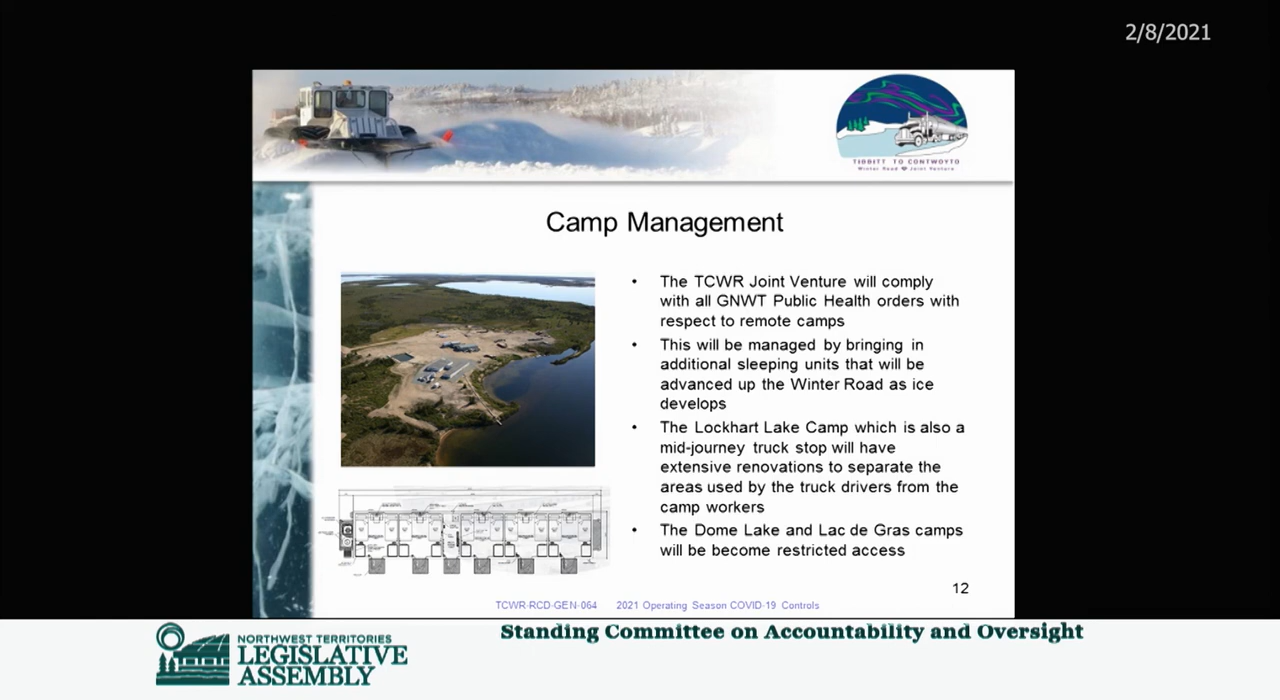 2/8/2021
TIBBITT TO CONTWOYTO
Winter Road Joint Venture
Camp Management
• The TCWR Joint Venture will comply
with all GNWT Public Health orders with
respect to remote camps
• This will be managed by bringing in
additional sleeping units that will be
advanced up the Winter Road as ice
develops
• The Lockhart Lake Camp which is also a
mid-journey truck stop will have
extensive renovations to separate the
areas used by the truck drivers from the
camp workers
• The Dome Lake and Lac de Gras camps
will be become restricted access
12
TCWR-RCD-GEN-064 2021 Operating Season COVID-19 Controls
Standing Committee on Accountability and Oversight
NORTHWEST TERRITORIES
LEGISLATIVE
ASSEMBLY